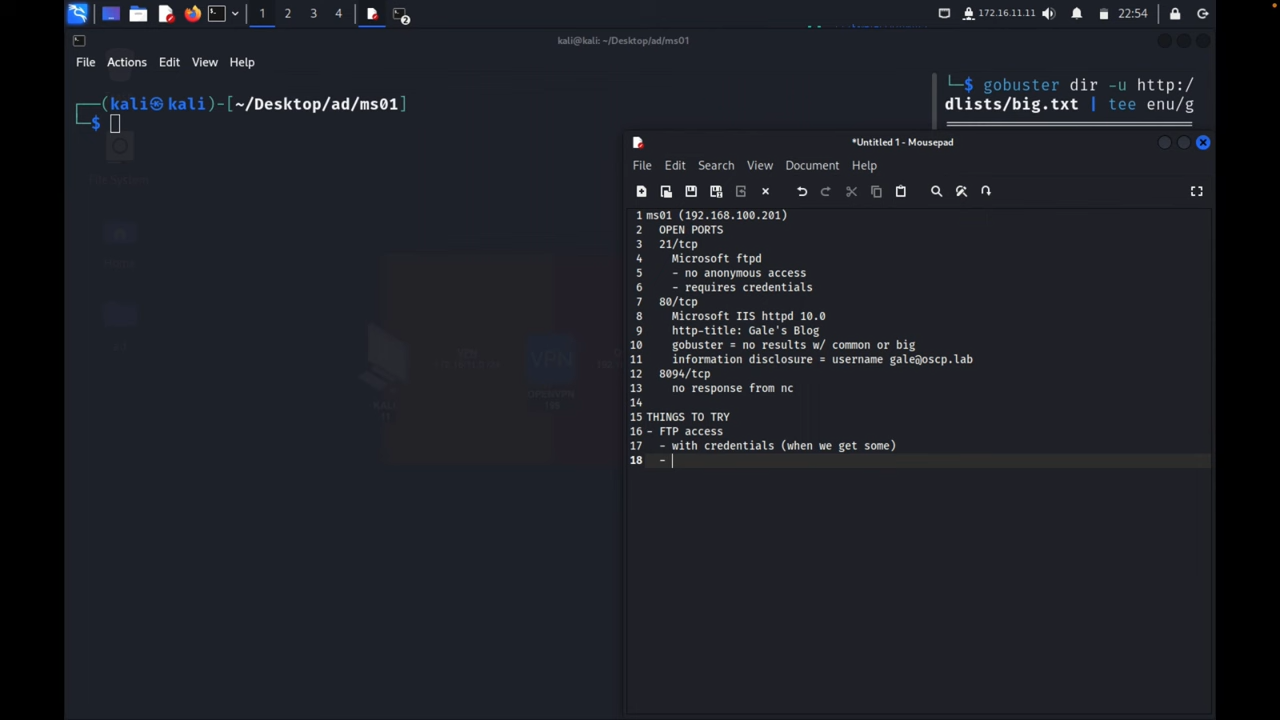 1 2 3 4 172.16.11.11 22:54
kali@kali: ~/Desktop/ad/ms01
File Actions Edit View Help
┌──(kali㉿kali)-[~/Desktop/ad/ms01]
└─$
└─$ gobuster dir -u http:/
dlists/big.txt | tee enu/g
*Untitled 1 - Mousepad
File Edit Search View Document Help
1 ms01 (192.168.100.201)
2 OPEN PORTS
3 21/tcp
4 Microsoft ftpd
5 - no anonymous access
6 - requires credentials
7 80/tcp
8 Microsoft IIS httpd 10.0
9 http-title: Gale's Blog
10 gobuster = no results w/ common or big
11 information disclosure = username gale@oscp.lab
12 8094/tcp
13 no response from nc
14
15 THINGS TO TRY
16 - FTP access
17 - with credentials (when we get some)
18 -
File System
Home
VPN
OPENVPN
KALI